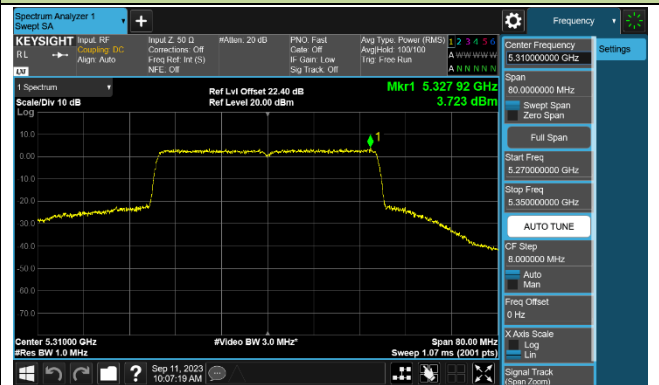 Spectrum Analyzer 1
Swept SA
Frequency
KEYSIGHT
RL
LXI
Input: RF
Coupling: DC
Align: Auto
Input Z: 50 Ω
Corrections: Off
Freq Ref: Int (S)
NFE: Off
#Atten: 20 dB
PNO: Fast
Gate: Off
IF Gain: Low
Sig Track: Off
Avg Type: Power (RMS)
Avg|Hold: 100/100
Trig: Free Run
1 2 3 4 5 6
A W W W W W
A N N N N N
1 Spectrum
Scale/Div 10 dB
Log
Ref Lvl Offset 22.40 dB
Ref Level 20.00 dBm
Mkr1 5.327 92 GHz
3.723 dBm
1
10.0
0.00
-10.0
-20.0
-30.0
-40.0
-50.0
-60.0
-70.0
Center 5.31000 GHz
#Res BW 1.0 MHz
#Video BW 3.0 MHz*
Span 80.00 MHz
Sweep 1.07 ms (2001 pts)
Center Frequency
5.310000000 GHz
Settings
Span
80.0000000 MHz
Swept Span
Zero Span
Full Span
Start Freq
5.270000000 GHz
Stop Freq
5.350000000 GHz
AUTO TUNE
CF Step
8.000000 MHz
Auto
Man
Freq Offset
0 Hz
X Axis Scale
Log
Lin
Signal Track
(Span Zoom)
Sep 11, 2023
10:07:19 AM